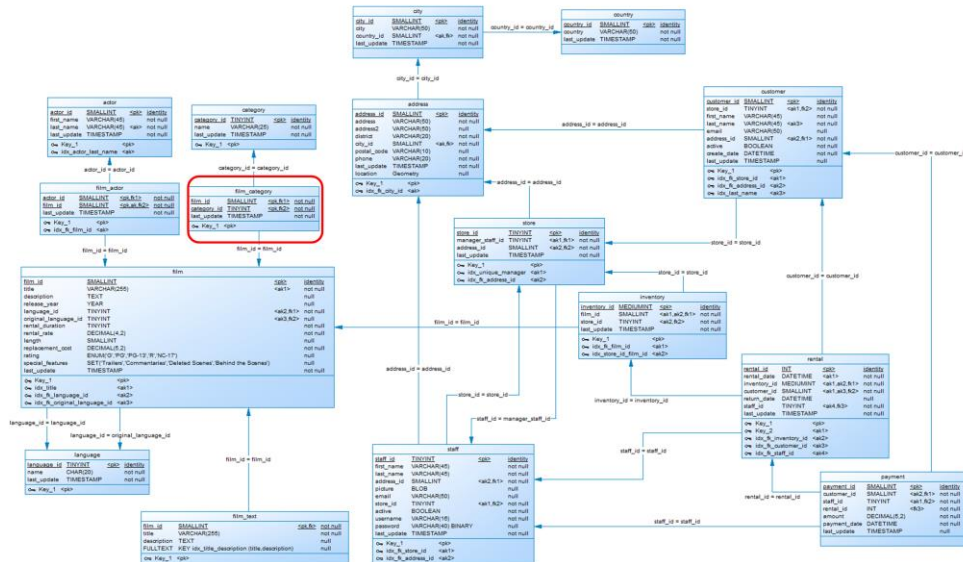 city
city_id SMALLINT <pk> identity
city VARCHAR(50) not null
country_id SMALLINT <ak,fk> not null
last_update TIMESTAMP not null
Key_1 <pk>
idx_fk_country_id <ak>
country_id = country_id
country
country_id SMALLINT <pk> identity
country VARCHAR(50) not null
last_update TIMESTAMP not null
Key_1 <pk>
city_id = city_id
actor
actor_id SMALLINT <pk> identity
first_name VARCHAR(45) not null
last_name VARCHAR(45) <ak> not null
last_update TIMESTAMP not null
Key_1 <pk>
idx_actor_last_name <ak>
category
category_id TINYINT <pk> identity
name VARCHAR(25) not null
last_update TIMESTAMP not null
Key_1 <pk>
address
address_id SMALLINT <pk> identity
address VARCHAR(50) not null
address2 VARCHAR(50) null
district VARCHAR(20) not null
city_id SMALLINT <ak,fk> not null
postal_code VARCHAR(10) null
phone VARCHAR(20) not null
last_update TIMESTAMP not null
location Geometry null
Key_1 <pk>
idx_fk_city_id <ak>
address_id = address_id
customer
customer_id SMALLINT <pk> identity
store_id TINYINT <ak1,fk2> not null
first_name VARCHAR(45) not null
last_name VARCHAR(45) <ak3> not null
email VARCHAR(50) null
address_id SMALLINT <ak2,fk1> not null
active BOOLEAN not null
create_date DATETIME not null
last_update TIMESTAMP null
Key_1 <pk>
idx_fk_store_id <ak1>
idx_fk_address_id <ak2>
idx_last_name <ak3>
customer_id = customer_id
actor_id = actor_id
category_id = category_id
film_actor
actor_id SMALLINT <pk,fk1> not null
film_id SMALLINT <pk,ak,fk2> not null
last_update TIMESTAMP not null
Key_1 <pk>
idx_fk_film_id <ak>
film_category
film_id SMALLINT <pk,fk1> not null
category_id TINYINT <pk,fk2> not null
last_update TIMESTAMP not null
Key_1 <pk>
address_id = address_id
store
store_id TINYINT <pk> identity
manager_staff_id TINYINT <ak1,fk1> not null
address_id SMALLINT <ak2,fk2> not null
last_update TIMESTAMP not null
Key_1 <pk>
idx_unique_manager <ak1>
idx_fk_address_id <ak2>
store_id = store_id
film_id = film_id
film_id = film_id
store_id = store_id
customer_id = customer_id
film
film_id SMALLINT <pk> identity
title VARCHAR(255) <ak1> not null
description TEXT null
release_year YEAR null
language_id TINYINT <ak2,fk1> not null
original_language_id TINYINT <ak3,fk2> null
rental_duration TINYINT not null
rental_rate DECIMAL(4,2) not null
length SMALLINT null
replacement_cost DECIMAL(5,2) not null
rating ENUM('G','PG','PG-13','R','NC-17') null
special_features SET('Trailers','Commentaries','Deleted Scenes','Behind the Scenes') null
last_update TIMESTAMP not null
Key_1 <pk>
idx_title <ak1>
idx_fk_language_id <ak2>
idx_fk_original_language_id <ak3>
film_id = film_id
inventory
inventory_id MEDIUMINT <pk> identity
film_id SMALLINT <ak1,ak2,fk1> not null
store_id TINYINT <ak2,fk2> not null
last_update TIMESTAMP not null
Key_1 <pk>
idx_fk_film_id <ak1>
idx_store_id_film_id <ak2>
rental
rental_id INT <pk> identity
rental_date DATETIME <ak1> not null
inventory_id MEDIUMINT <ak1,ak2,fk2> not null
customer_id SMALLINT <ak1,ak3,fk2> not null
return_date DATETIME null
staff_id TINYINT <ak4,fk3> not null
last_update TIMESTAMP not null
Key_1 <pk>
Key_2 <ak1>
idx_fk_inventory_id <ak2>
idx_fk_customer_id <ak3>
idx_fk_staff_id <ak4>
address_id = address_id
store_id = store_id
staff_id = manager_staff_id
inventory_id = inventory_id
language_id = language_id
language_id = original_language_id
language
language_id TINYINT <pk> identity
name CHAR(20) not null
last_update TIMESTAMP not null
Key_1 <pk>
film_id = film_id
staff
staff_id TINYINT <pk> identity
first_name VARCHAR(45) not null
last_name VARCHAR(45) not null
address_id SMALLINT <ak2,fk1> not null
picture BLOB null
email VARCHAR(50) null
store_id TINYINT <ak1,fk2> not null
active BOOLEAN not null
username VARCHAR(16) not null
password VARCHAR(40) BINARY null
last_update TIMESTAMP not null
Key_1 <pk>
idx_fk_store_id <ak1>
idx_fk_address_id <ak2>
staff_id = staff_id
rental_id = rental_id
staff_id = staff_id
payment
payment_id SMALLINT <pk> identity
customer_id SMALLINT <ak2,fk1> not null
staff_id TINYINT <ak1,fk2> not null
rental_id INT <fk3> null
amount DECIMAL(5,2) not null
payment_date DATETIME not null
last_update TIMESTAMP null
film_text
film_id SMALLINT <pk,fk> not null
title VARCHAR(255) not null
description TEXT null
FULLTEXT KEY idx_title_description (title,description) null
Key_1 <pk>